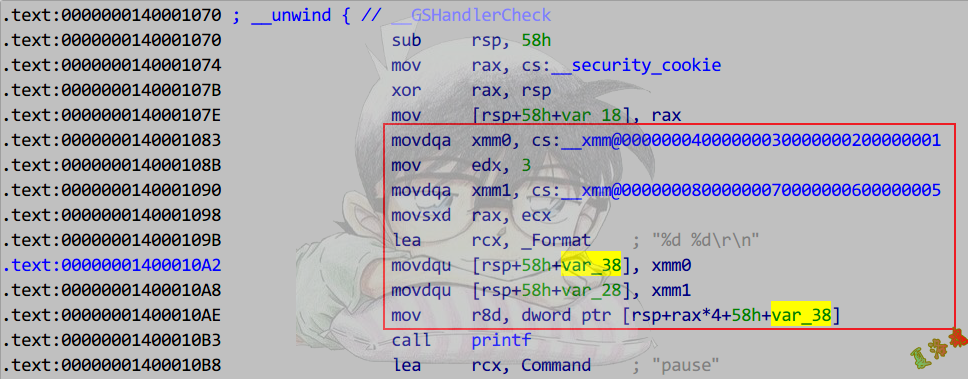 .text:0000000140001070 ; __unwind { // __GSHandlerCheck
.text:0000000140001070 sub rsp, 58h
.text:0000000140001074 mov rax, cs:__security_cookie
.text:000000014000107B xor rax, rsp
.text:000000014000107E mov [rsp+58h+var_18], rax
.text:0000000140001083 movdqa xmm0, cs:__xmm@00000004000000030000000200000001
.text:000000014000108B mov edx, 3
.text:0000000140001090 movdqa xmm1, cs:__xmm@00000008000000070000000600000005
.text:0000000140001098 movsxd rax, ecx
.text:000000014000109B lea rcx, _Format ; "%d %d\r\n"
.text:00000001400010A2 movdqu [rsp+58h+var_38], xmm0
.text:00000001400010A8 movdqu [rsp+58h+var_28], xmm1
.text:00000001400010AE mov r8d, dword ptr [rsp+rax*4+58h+var_38]
.text:00000001400010B3 call printf
.text:00000001400010B8 lea rcx, Command ; "pause"